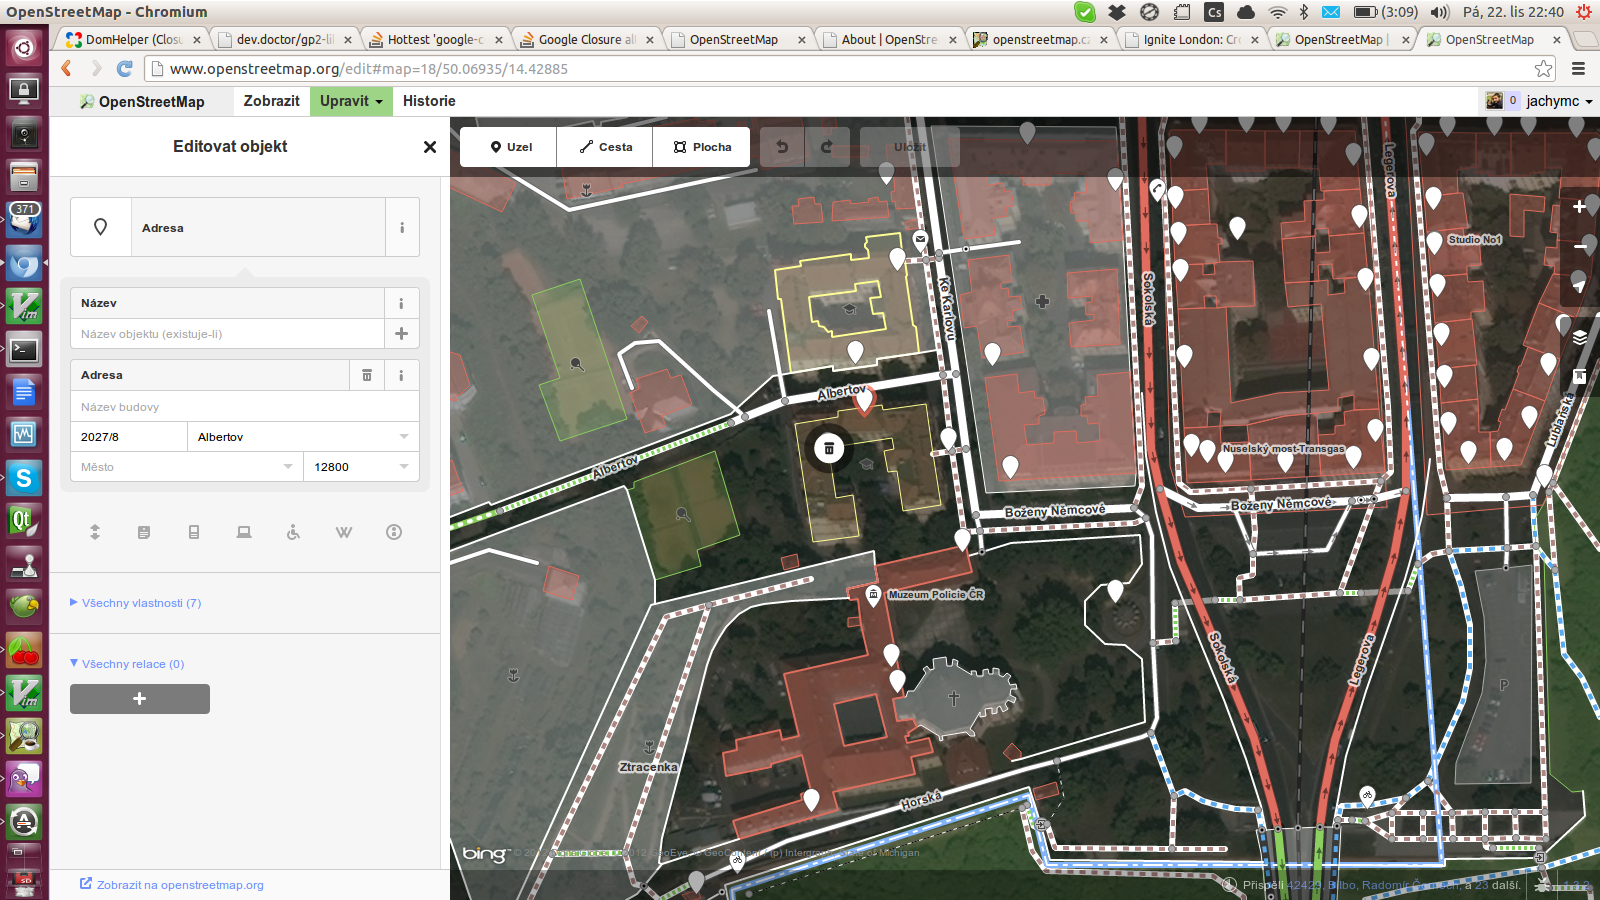 OpenStreetMap - Chromium
Cs
(3:09)
Pá, 22. lis 22:40
DomHelper (Closu
dev.doctor/gp2-li
Hottest 'google-c
Google Closure al
OpenStreetMap
About | OpenStre
openstreetmap.c
Ignite London: Cr
OpenStreetMap |
OpenStreetMap
www.openstreetmap.org/edit#map=18/50.06935/14.42885
OpenStreetMap
Zobrazit
Upravit
Historie
0
jachymc
371
Editovat objekt
Uzel
Cesta
Plocha
Uložit
Adresa
Název
Název objektu (existuje-li)
Adresa
Název budovy
2027/8
Albertov
Město
12800
Všechny vlastnosti (7)
Všechny relace (0)
Zobrazit na openstreetmap.org
Legerova
Studio No1
Sokolská
Ke Karlovu
Albertov
Albertov
Lublaňská
Nuselský most-Transgas
Boženy Němcové
Boženy Němcové
Muzeum Policie ČR
Sokolská
Legerova
P
Ztracenka
Horská
bing
Přispěli 42429, Bilbo, Radomír
a 23 další.